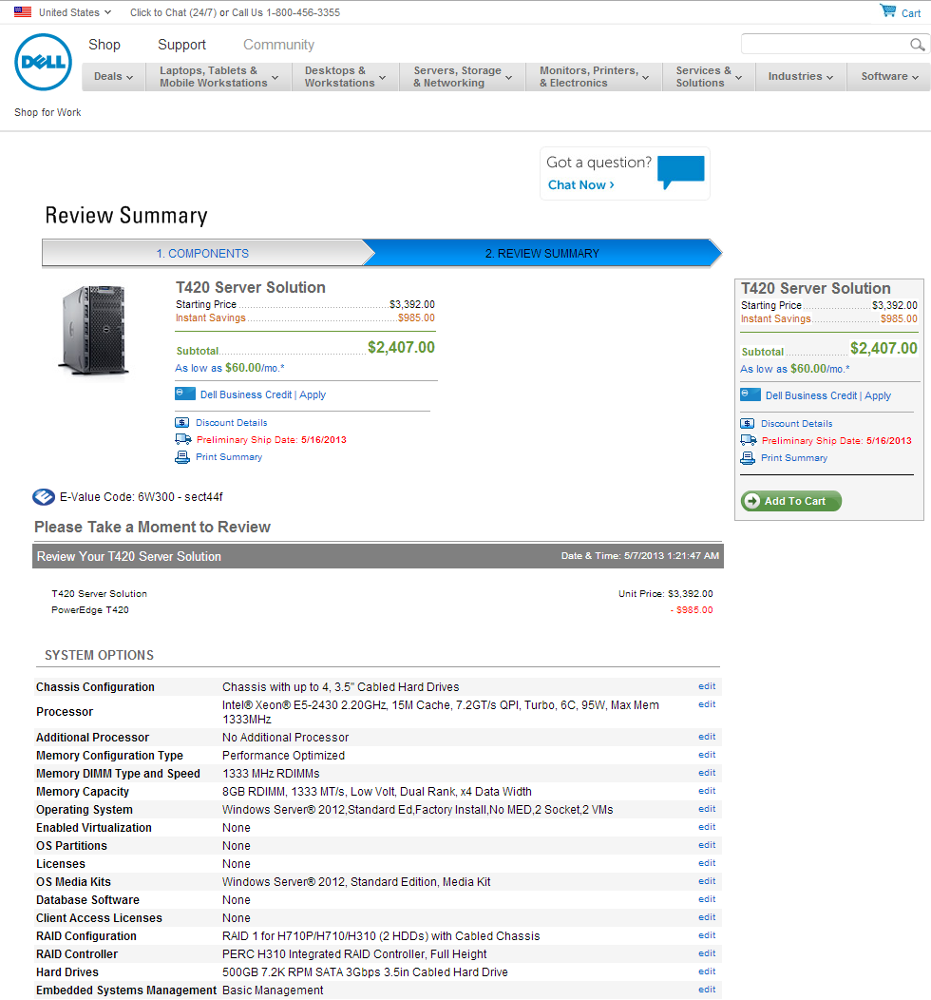 United States
Click to Chat (24/7) or Call Us 1-800-456-3355
Cart
DELL
Shop
Support
Community
Deals
Laptops, Tablets &
Mobile Workstations
Desktops &
Workstations
Servers, Storage
& Networking
Monitors, Printers,
& Electronics
Services &
Solutions
Industries
Software
Shop for Work
Got a question?
Chat Now ›
Review Summary
1. COMPONENTS
2. REVIEW SUMMARY
T420 Server Solution
Starting Price $3,392.00
Instant Savings $985.00
Subtotal $2,407.00
As low as $60.00/mo.*
Dell Business Credit | Apply
Discount Details
Preliminary Ship Date: 5/16/2013
Print Summary
T420 Server Solution
Starting Price $3,392.00
Instant Savings $985.00
Subtotal $2,407.00
As low as $60.00/mo.*
Dell Business Credit | Apply
Discount Details
Preliminary Ship Date: 5/16/2013
Print Summary
Add To Cart
E-Value Code: 6W300 - sect44f
Please Take a Moment to Review
Review Your T420 Server Solution Date & Time: 5/7/2013 1:21:47 AM
T420 Server Solution Unit Price: $3,392.00
PowerEdge T420 - $985.00
SYSTEM OPTIONS
Chassis Configuration Chassis with up to 4, 3.5" Cabled Hard Drives edit
Processor Intel® Xeon® E5-2430 2.20GHz, 15M Cache, 7.2GT/s QPI, Turbo, 6C, 95W, Max Mem edit
1333MHz
Additional Processor No Additional Processor edit
Memory Configuration Type Performance Optimized edit
Memory DIMM Type and Speed 1333 MHz RDIMMs edit
Memory Capacity 8GB RDIMM, 1333 MT/s, Low Volt, Dual Rank, x4 Data Width edit
Operating System Windows Server® 2012,Standard Ed,Factory Install,No MED,2 Socket,2 VMs edit
Enabled Virtualization None edit
OS Partitions None edit
Licenses None edit
OS Media Kits Windows Server® 2012, Standard Edition, Media Kit edit
Database Software None edit
Client Access Licenses None edit
RAID Configuration RAID 1 for H710P/H710/H310 (2 HDDs) with Cabled Chassis edit
RAID Controller PERC H310 Integrated RAID Controller, Full Height edit
Hard Drives 500GB 7.2K RPM SATA 3Gbps 3.5in Cabled Hard Drive edit
Embedded Systems Management Basic Management edit